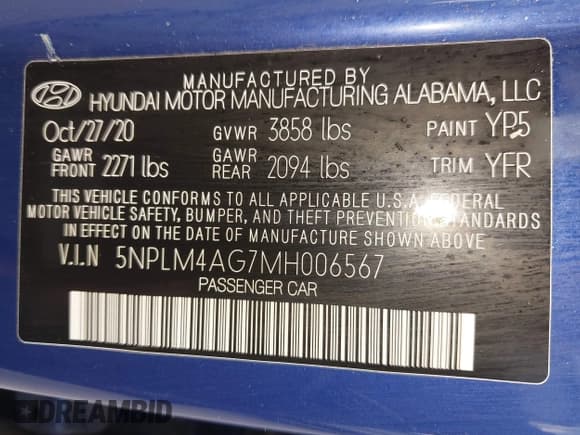 MANUFACTURED BY
HYUNDAI MOTOR MANUFACTURING ALABAMA, LLC
Oct/27/20 GVWR 3858 lbs PAINT YP5
GAWR FRONT 2271 lbs GAWR REAR 2094 lbs TRIM YFR
THIS VEHICLE CONFORMS TO ALL APPLICABLE U.S.A. FEDERAL
MOTOR VEHICLE SAFETY, BUMPER, AND THEFT PREVENTION STANDARDS
IN EFFECT ON THE DATE OF MANUFACTURE SHOWN ABOVE.
V.I.N 5NPLM4AG7MH006567
PASSENGER CAR
DREAMBID